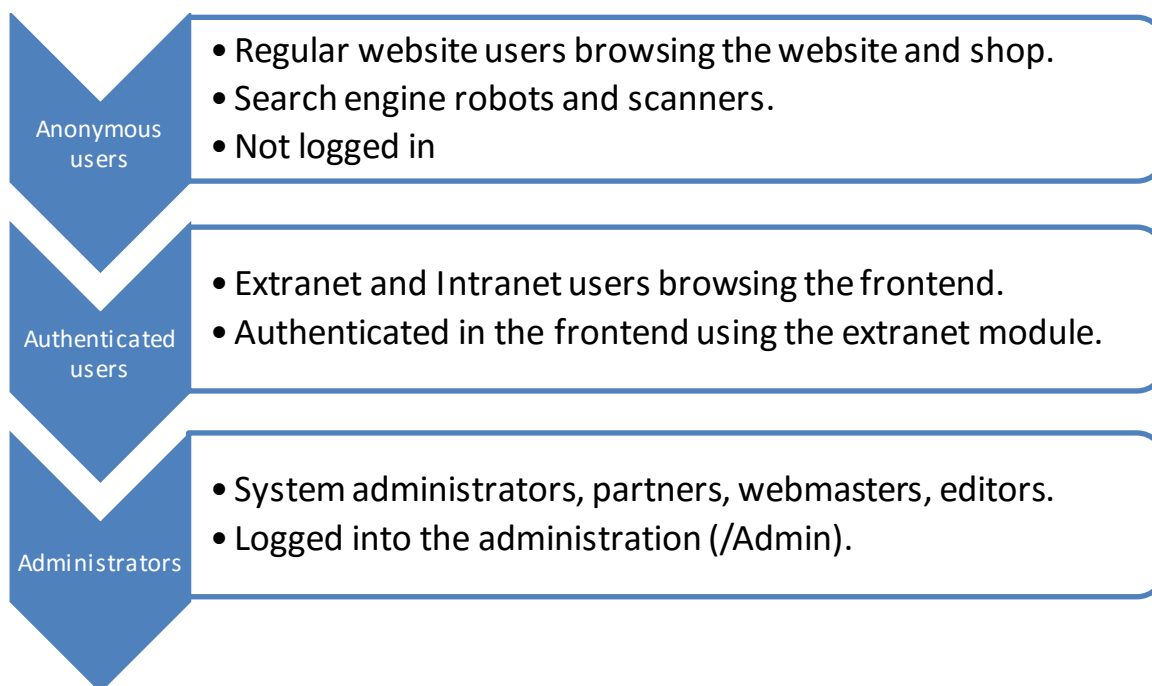 Anonymous
users
• Regular website users browsing the website and shop.
• Search engine robots and scanners.
• Not logged in
Authenticated
users
• Extranet and Intranet users browsing the frontend.
• Authenticated in the frontend using the extranet module.
Administrators
• System administrators, partners, webmasters, editors.
• Logged into the administration (/Admin).